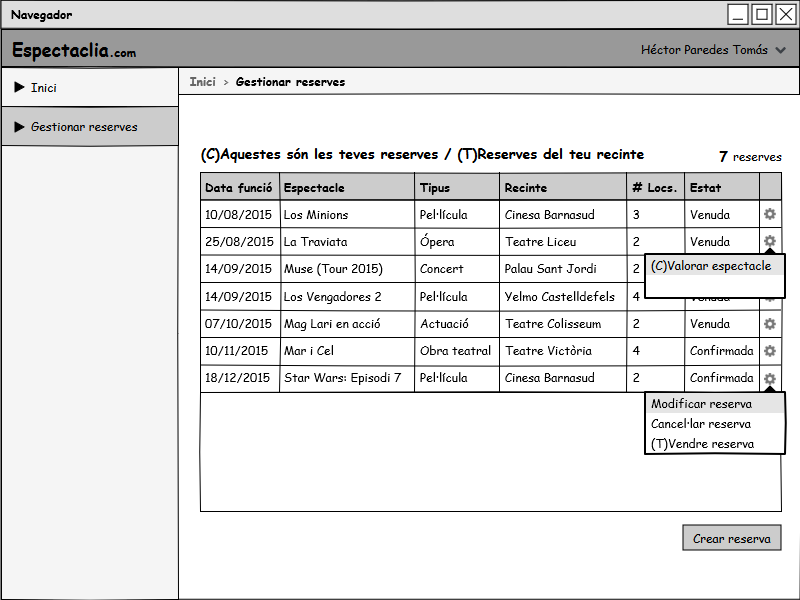 Navegador
Espectaclia.com
Héctor Paredes Tomás
Inici
Gestionar reserves
Inici > Gestionar reserves
(C)Aquestes són les teves reserves / (T)Reserves del teu recinte
7 reserves
Data funció Espectacle Tipus Recinte # Locs. Estat
10/08/2015 Los Minions Pel·lícula Cinesa Barnasud 3 Venuda
25/08/2015 La Traviata Ópera Teatre Liceu 2 Venuda
14/09/2015 Muse (Tour 2015) Concert Palau Sant Jordi 2
(C)Valorar espectacle
14/09/2015 Los Vengadores 2 Pel·lícula Yelmo Castelldefels 4 Venuda
07/10/2015 Mag Lari en acció Actuació Teatre Colisseum 2 Venuda
10/11/2015 Mar i Cel Obra teatral Teatre Victòria 4 Confirmada
18/12/2015 Star Wars: Episodi 7 Pel·lícula Cinesa Barnasud 2 Confirmada
Modificar reserva
Cancel·lar reserva
(T)Vendre reserva
Crear reserva